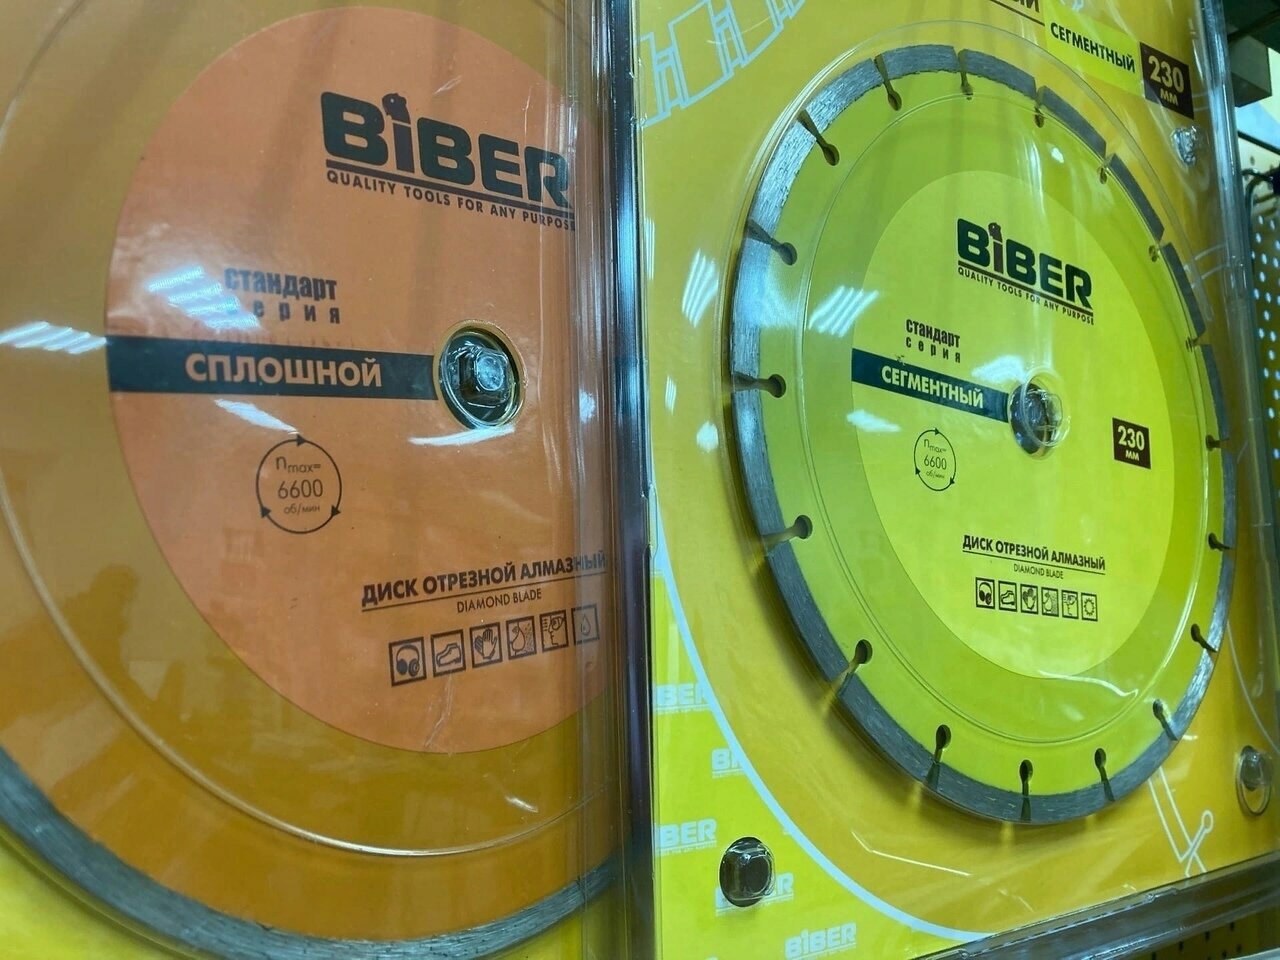 BiBER
QUALITY TOOLS FOR ANY PURPOSE
стандарт
серия
СПЛОШНОЙ
nmax=
6600
об/мин
ДИСК ОТРЕЗНОЙ АЛМАЗНЫЙ
DIAMOND BLADE
СЕГМЕНТНЫЙ
230
мм
BiBER
QUALITY TOOLS FOR ANY PURPOSE
стандарт
серия
СЕГМЕНТНЫЙ
nmax=
6600
об/мин
230
мм
ДИСК ОТРЕЗНОЙ АЛМАЗНЫЙ
DIAMOND BLADE
BiBER
BiBER